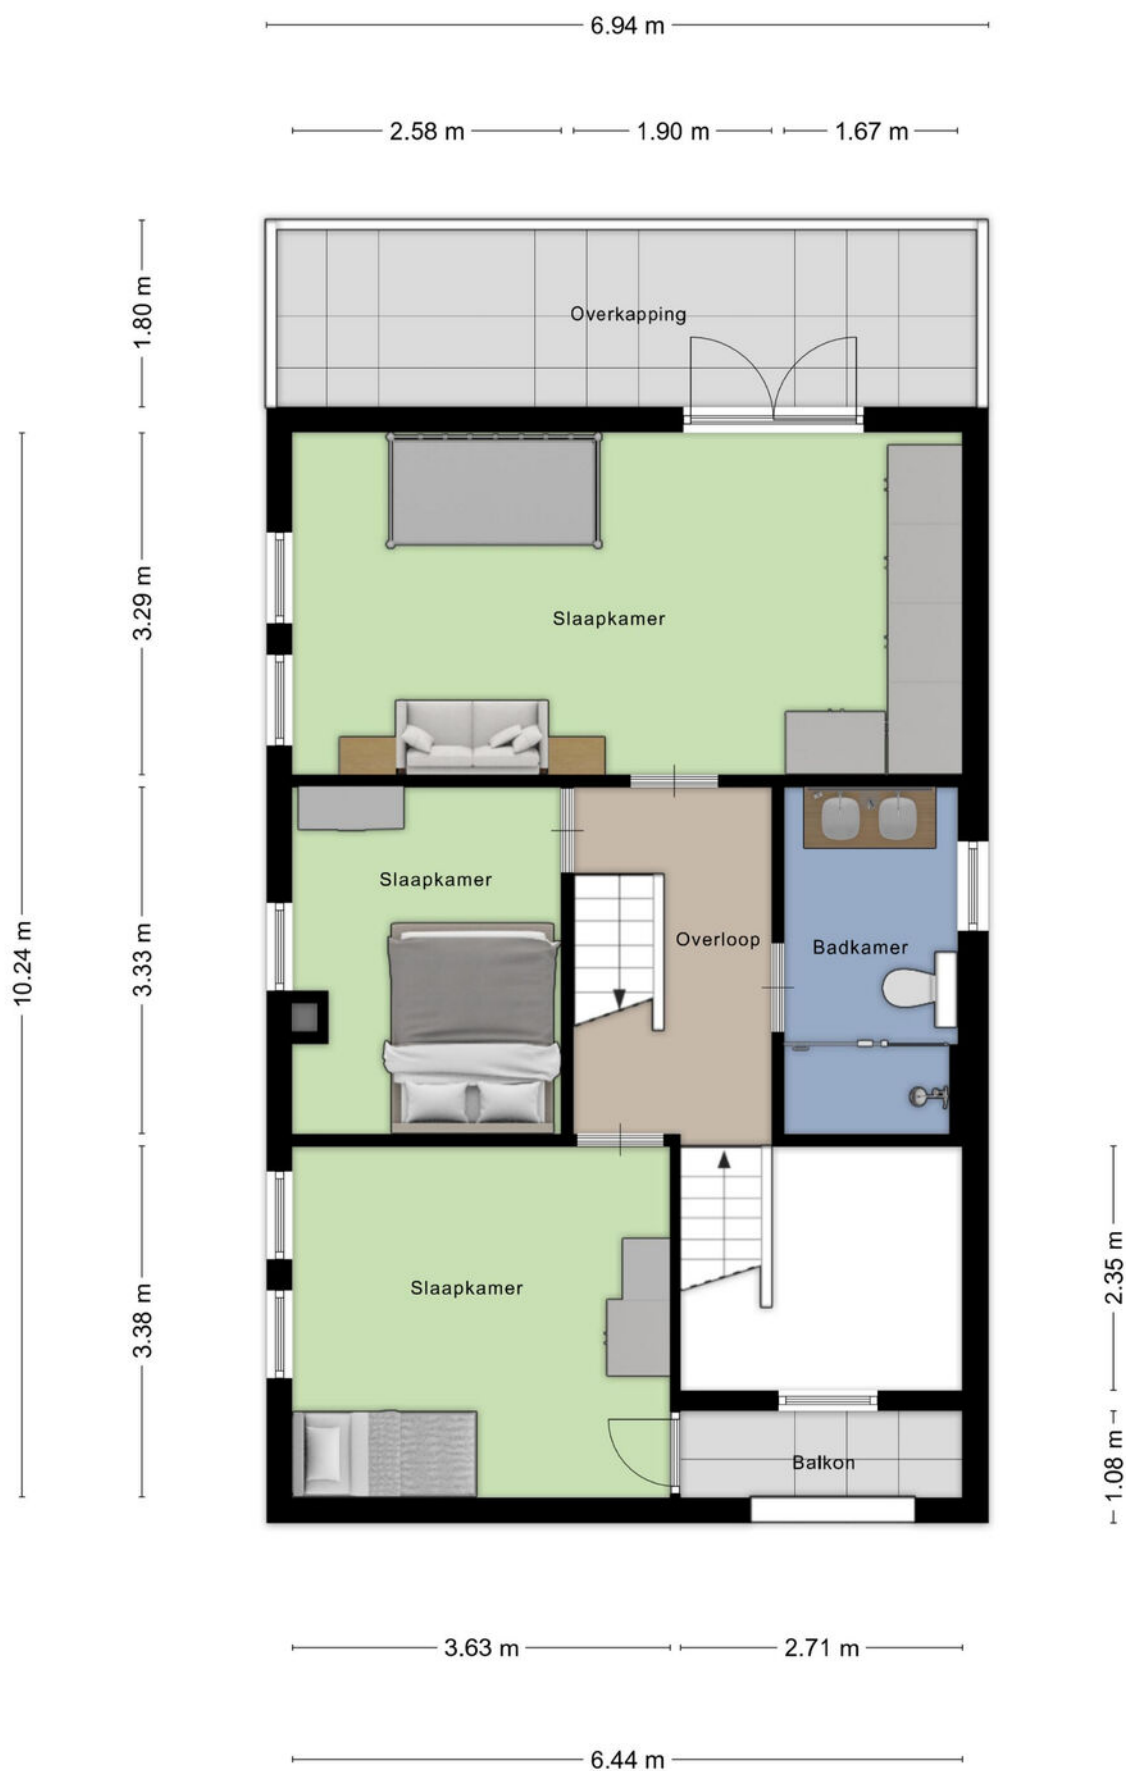 6.94 m
2.58 m
1.90 m
1.67 m
1.80 m
Overkapping
3.29 m
Slaapkamer
10.24 m
3.33 m
Slaapkamer
Overloop
Badkamer
3.38 m
Slaapkamer
2.35 m
1.08 m
Balkon
3.63 m
2.71 m
6.44 m